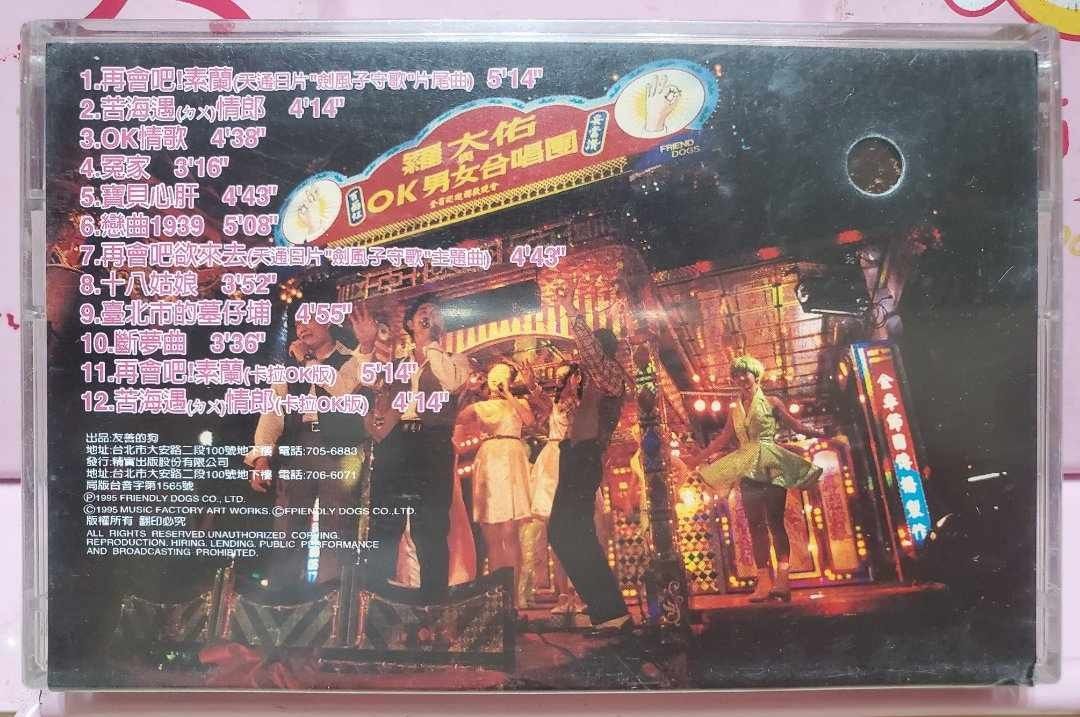 1.再會吧!素蘭(天通日片"劍風子守歌"片尾曲) 5'14"
2.苦海遇(ㄉㄨ)情郎 4'14"
3.OK情歌 4'38"
4.冤家 3'16"
5.寶貝心肝 4'43"
6.戀曲1939 5'08"
7.再會吧欲來去(天通日片"劍風子守歌"主題曲) 4'43"
8.十八姑娘 3'52"
9.臺北市的墓仔埔 4'55"
10.斷夢曲 3'36"
11.再會吧!素蘭(卡拉OK版) 5'14"
12.苦海遇(ㄉㄨ)情郎(卡拉OK版) 4'14"
羅大佑
與
OK男女合唱團
FRIEND
DOGS
出品:友善的狗
地址:台北市大安路二段100號地下樓 電話:705-6883
發行:精實出版股份有限公司
地址:台北市大安路二段100號地下樓 電話:706-6071
局版台音字第1565號
Ⓟ1995 FRIENDLY DOGS CO., LTD.
©1995 MUSIC FACTORY ART WORKS.©FRIENDLY DOGS CO.,LTD.
版權所有 翻印必究
ALL RIGHTS RESERVED.UNAUTHORIZED COPYING.
REPRODUCTION. HIRING. LENDING. PUBLIC PERFORMANCE
AND BROADCASTING PROHIBITED.